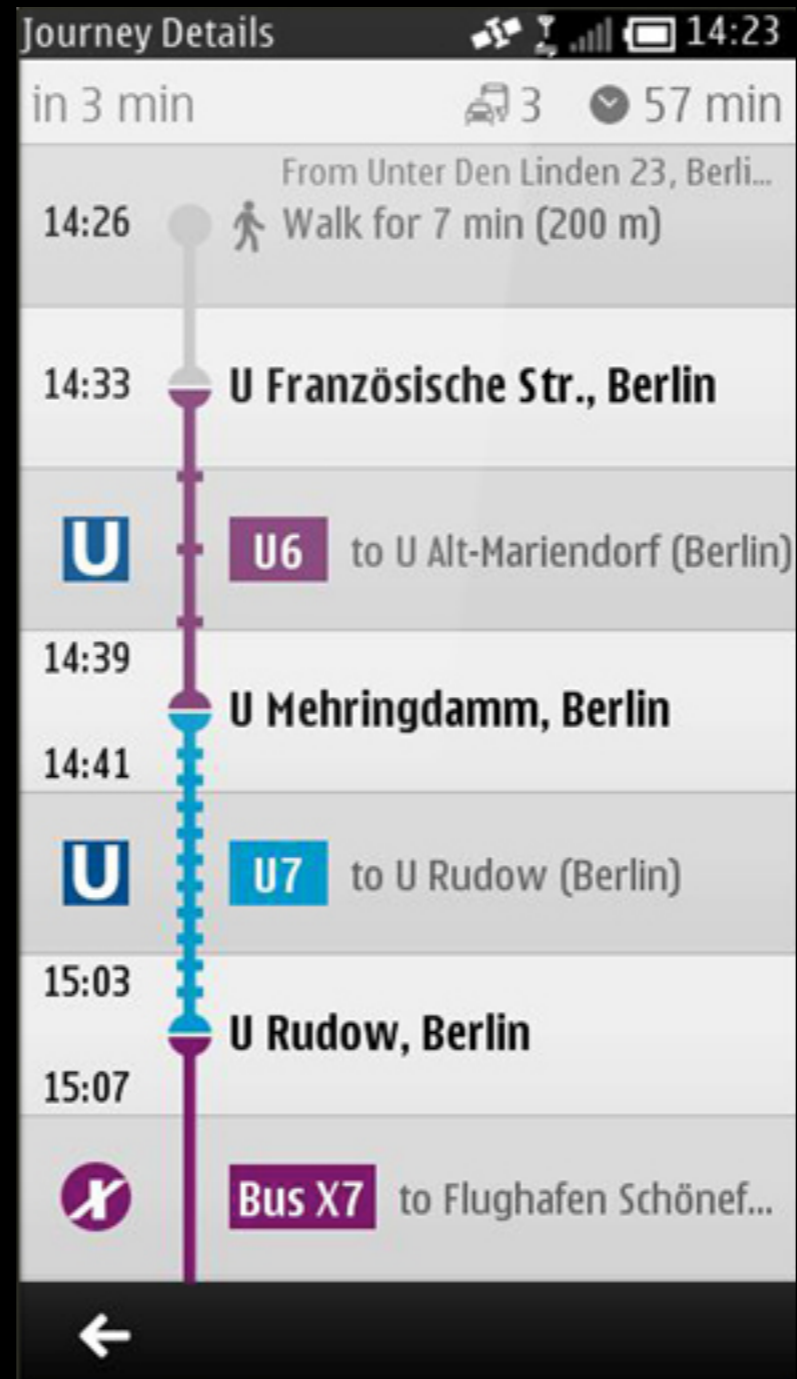 Journey Details 14:23
in 3 min 3 57 min
From Unter Den Linden 23, Berli...
14:26 Walk for 7 min (200 m)
14:33 U Französische Str., Berlin
U U6 to U Alt-Mariendorf (Berlin)
14:39
U Mehringdamm, Berlin
14:41
U U7 to U Rudow (Berlin)
15:03
U Rudow, Berlin
15:07
X Bus X7 to Flughafen Schönef...